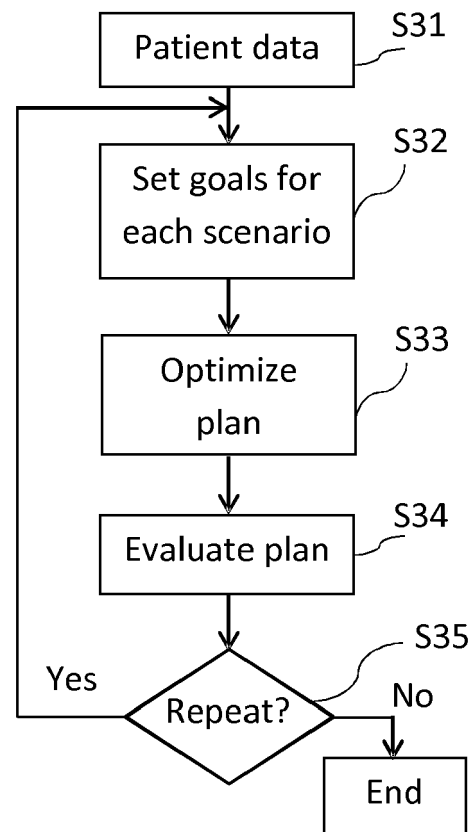 Patient data
S31
S32
Set goals for
each scenario
S33
Optimize
plan
S34
Evaluate plan
S35
Yes
Repeat?
No
End